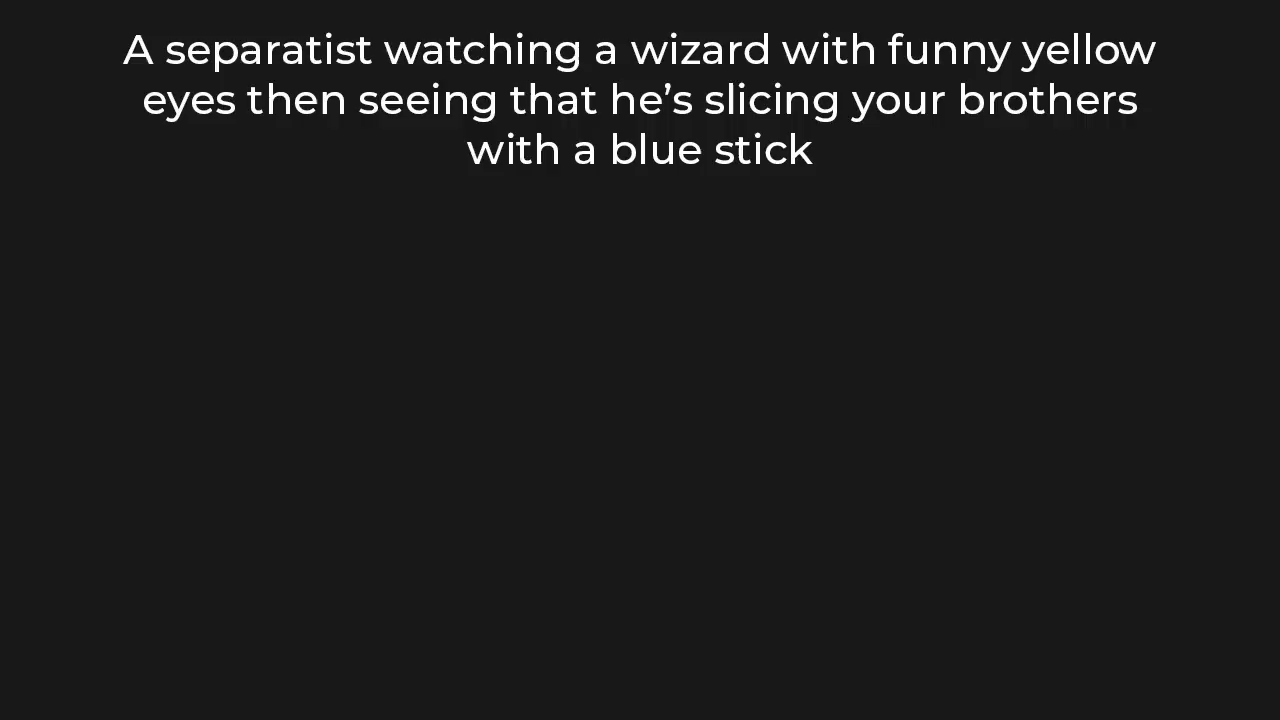 A separatist watching a wizard with funny yellow
eyes then seeing that he’s slicing your brothers
with a blue stick